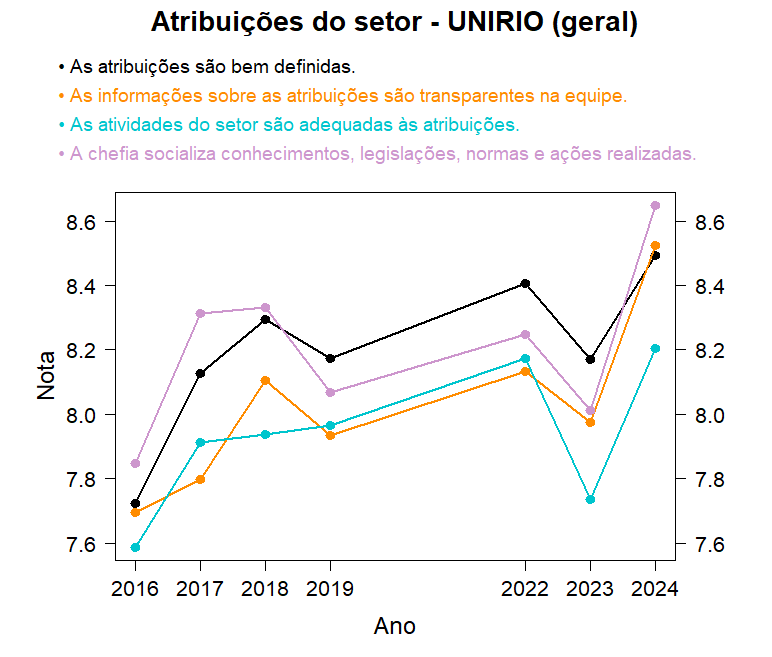 Atribuições do setor - UNIRIO (geral)
• As atribuições são bem definidas.
• As informações sobre as atribuições são transparentes na equipe.
• As atividades do setor são adequadas às atribuições.
• A chefia socializa conhecimentos, legislações, normas e ações realizadas.
8.6 8.6
8.4 8.4
8.2 8.2
Nota
8.0 8.0
7.8 7.8
7.6 7.6
2016 2017 2018 2019 2022 2023 2024
Ano